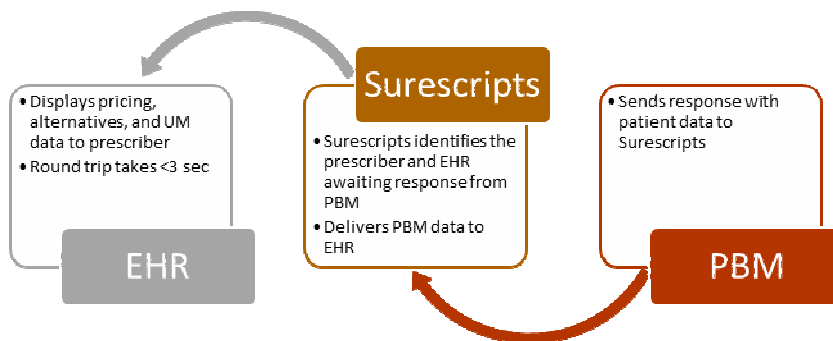 • Displays pricing,
alternatives, and UM
data to prescriber
• Round trip takes <3 sec
EHR
Surescripts
• Surescripts identifies the
prescriber and EHR
awaiting response from
PBM
• Delivers PBM data to
EHR
• Sends response with
patient data to
Surescripts
PBM